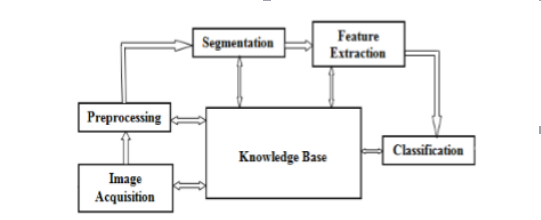 Segmentation
Feature
Extraction
Preprocessing
Knowledge Base
Classification
Image
Acquisition